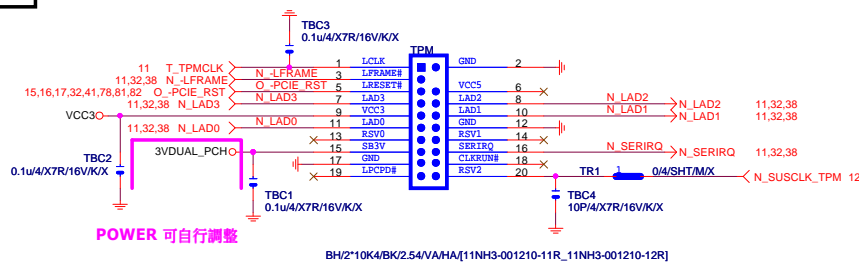 TBC3
0.1u/4/X7R/16V/K/X
TPM
11 T_TPMCLK 1 LCLK GND 2
11,32,38 N_-LFRAME N_-LFRAME 3 LFRAME#
15,16,17,32,41,78,81,82 O_-PCIE_RST O_-PCIE_RST 5 LRESET# VCC5 6
11,32,38 N_LAD3 N_LAD3 7 LAD3 LAD2 8 N_LAD2 N_LAD2 11,32,38
VCC3 9 VCC3 LAD1 10 N_LAD1 N_LAD1 11,32,38
11,32,38 N_LAD0 N_LAD0 11 LAD0 GND 12
13 RSV0 RSV1 14
3VDUAL_PCH 15 SB3V SERIRQ 16 N_SERIRQ N_SERIRQ 11,32,38
17 GND CLKRUN# 18
19 LPCPD# RSV2 20 TR1 1 0/4/SHT/M/X N_SUSCLK_TPM 12
TBC2
0.1u/4/X7R/16V/K/X
TBC1
0.1u/4/X7R/16V/K/X
TBC4
10P/4/X7R/16V/K/X
POWER 可自行調整
BH/2*10K4/BK/2.54/VA/HA/[11NH3-001210-11R_11NH3-001210-12R]